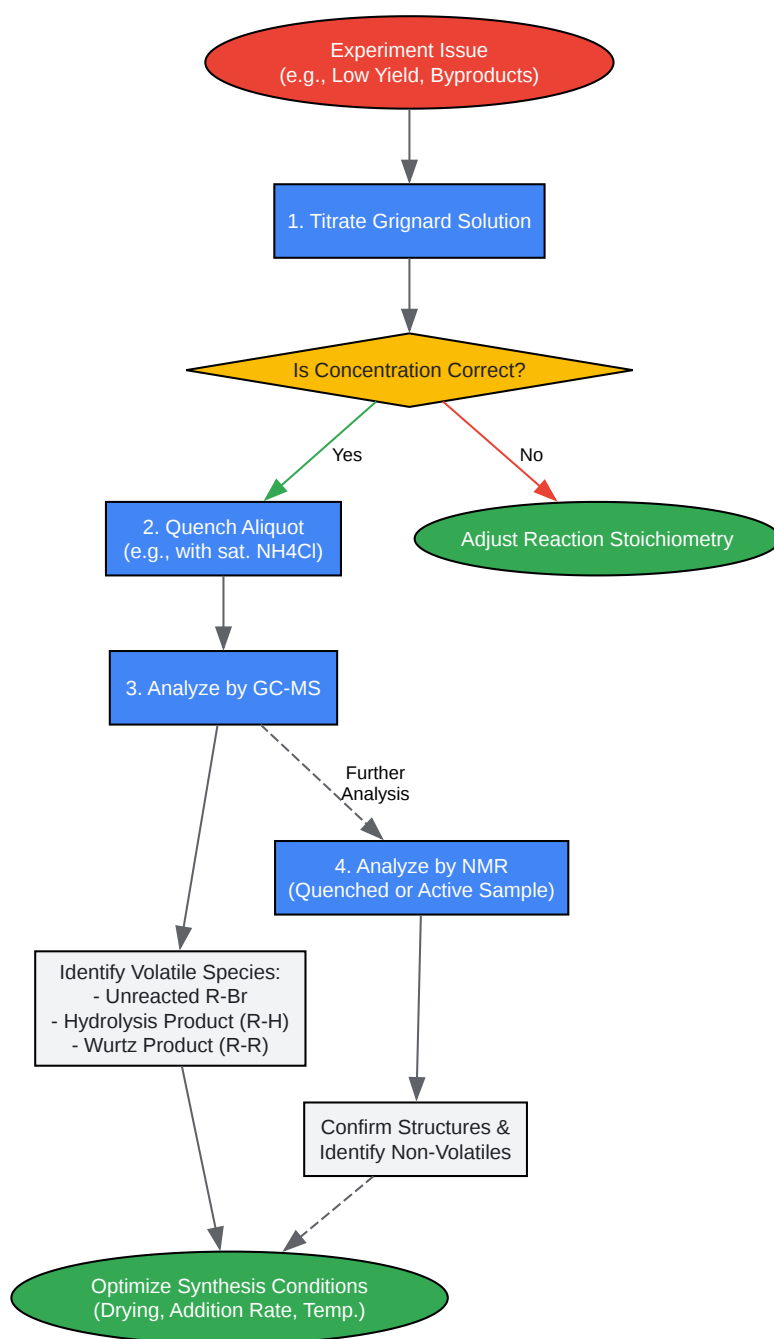 Experiment Issue
(e.g., Low Yield, Byproducts)
1. Titrate Grignard Solution
Is Concentration Correct?
Yes
No
2. Quench Aliquot
(e.g., with sat. NH4Cl)
Adjust Reaction Stoichiometry
3. Analyze by GC-MS
Further
Analysis
4. Analyze by NMR
(Quenched or Active Sample)
Identify Volatile Species:
- Unreacted R-Br
- Hydrolysis Product (R-H)
- Wurtz Product (R-R)
Confirm Structures &
Identify Non-Volatiles
Optimize Synthesis Conditions
(Drying, Addition Rate, Temp.)